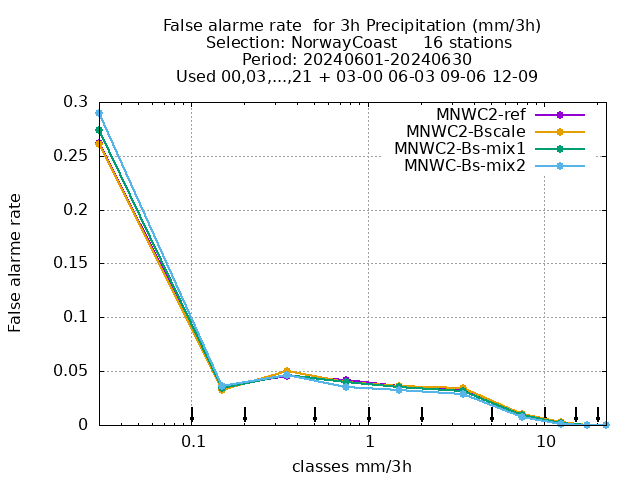 False alarme rate  for 3h Precipitation (mm/3h)
Selection: NorwayCoast     16 stations
Period: 20240601-20240630
Used 00,03,...,21 + 03-00 06-03 09-06 12-09
0.3
0.25
0.2
0.15
0.1
0.05
0
False alarme rate
MNWC2-ref
MNWC2-Bscale
MNWC2-Bs-mix1
MNWC-Bs-mix2
0.1
1
10
classes mm/3h